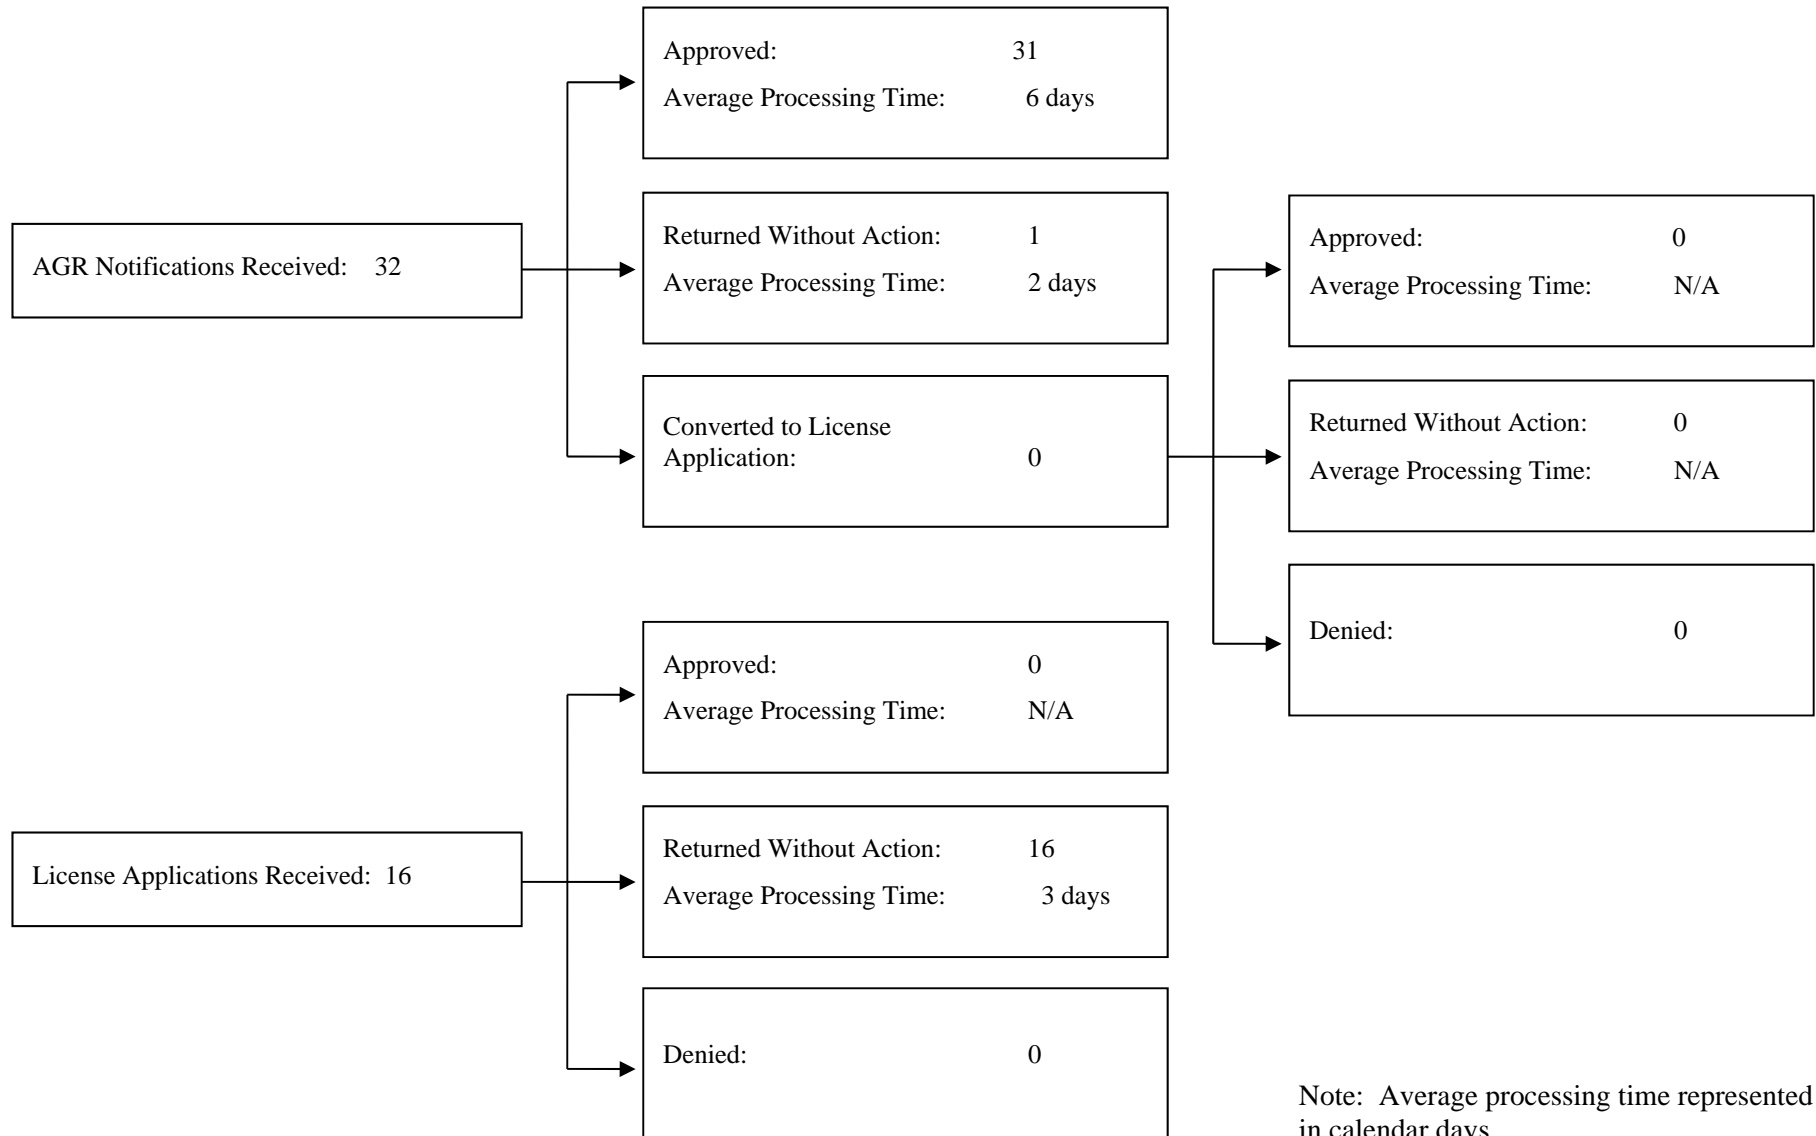 AGR Notifications Received: 32
Approved: 31
Average Processing Time: 6 days
Returned Without Action: 1
Average Processing Time: 2 days
Converted to License
Application: 0
Approved: 0
Average Processing Time: N/A
Returned Without Action: 0
Average Processing Time: N/A
Denied: 0
License Applications Received: 16
Approved: 0
Average Processing Time: N/A
Returned Without Action: 16
Average Processing Time: 3 days
Denied: 0
Note: Average processing time represented
in calendar days